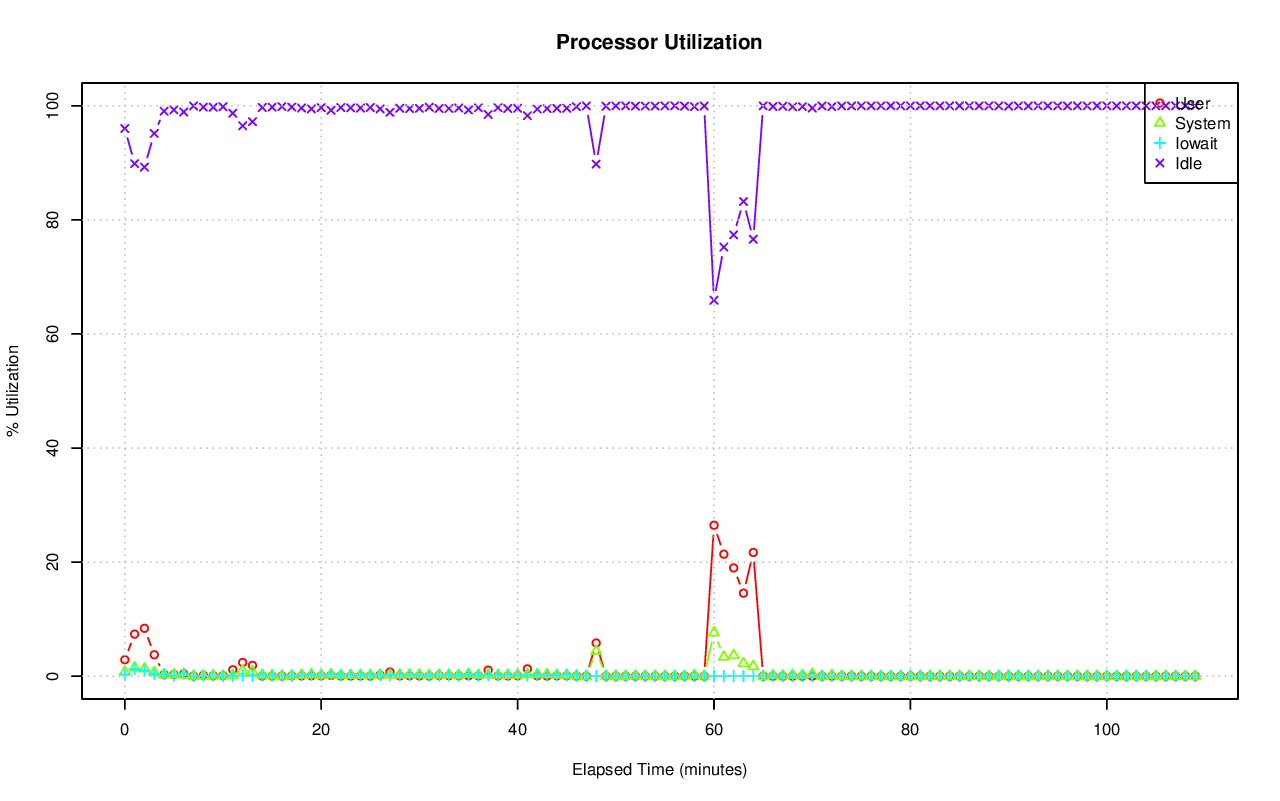 Processor Utilization
% Utilization
100
80
60
40
20
0
User
System
Iowait
Idle
0 20 40 60 80 100
Elapsed Time (minutes)